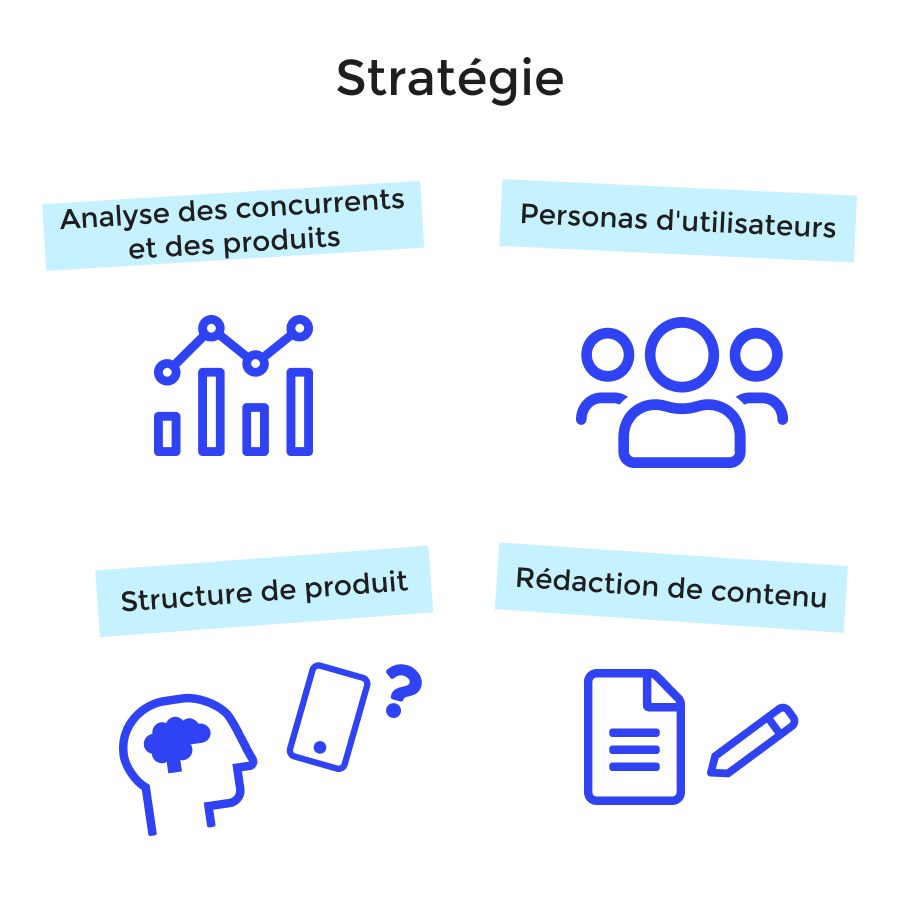 Stratégie
Analyse des concurrents
et des produits
Personas d'utilisateurs
Structure de produit
?
Rédaction de contenu